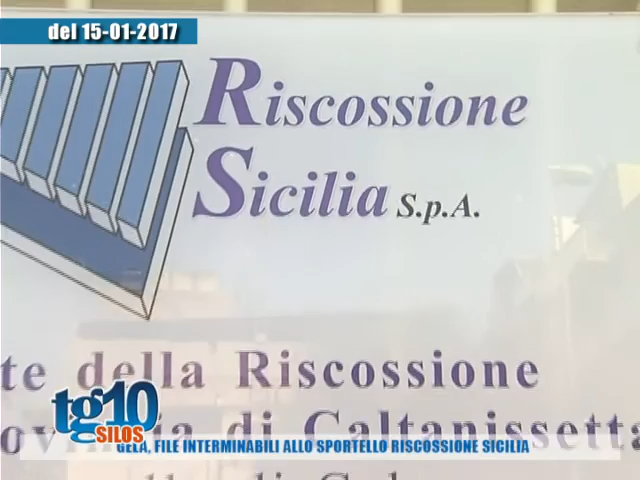 del 15-01-2017
Riscossione
Sicilia S.p.A.
te della Riscossione
di Caltanissetta
tg10
SILOS
GELA, FILE INTERMINABILI ALLO SPORTELLO RISCOSSIONE SICILIA